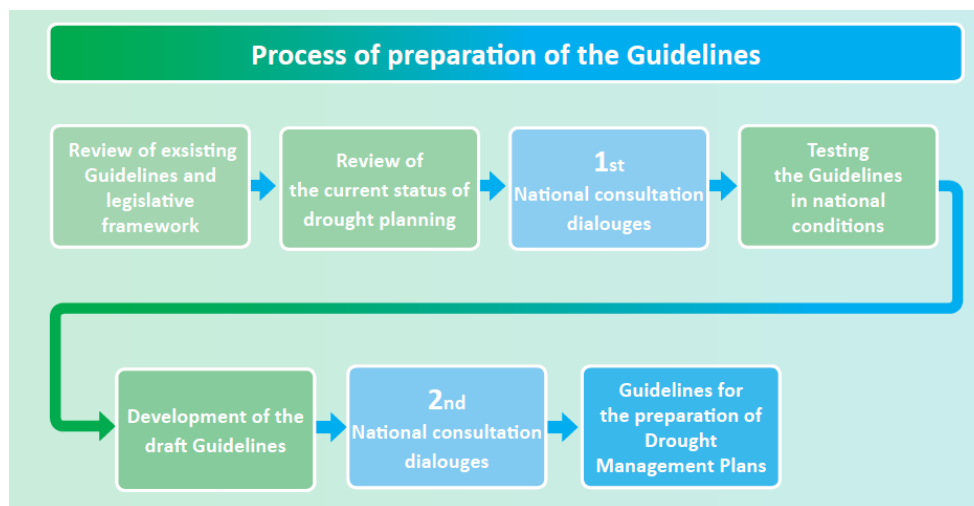 Process of preparation of the Guidelines
Review of exsisting
Guidelines and
legislative
framework
Review of
the current status of
drought planning
1st
National consultation
dialouges
Testing
the Guidelines
in national
conditions
Development of the
draft Guidelines
2nd
National consultation
dialouges
Guidelines for
the preparation of
Drought
Management Plans